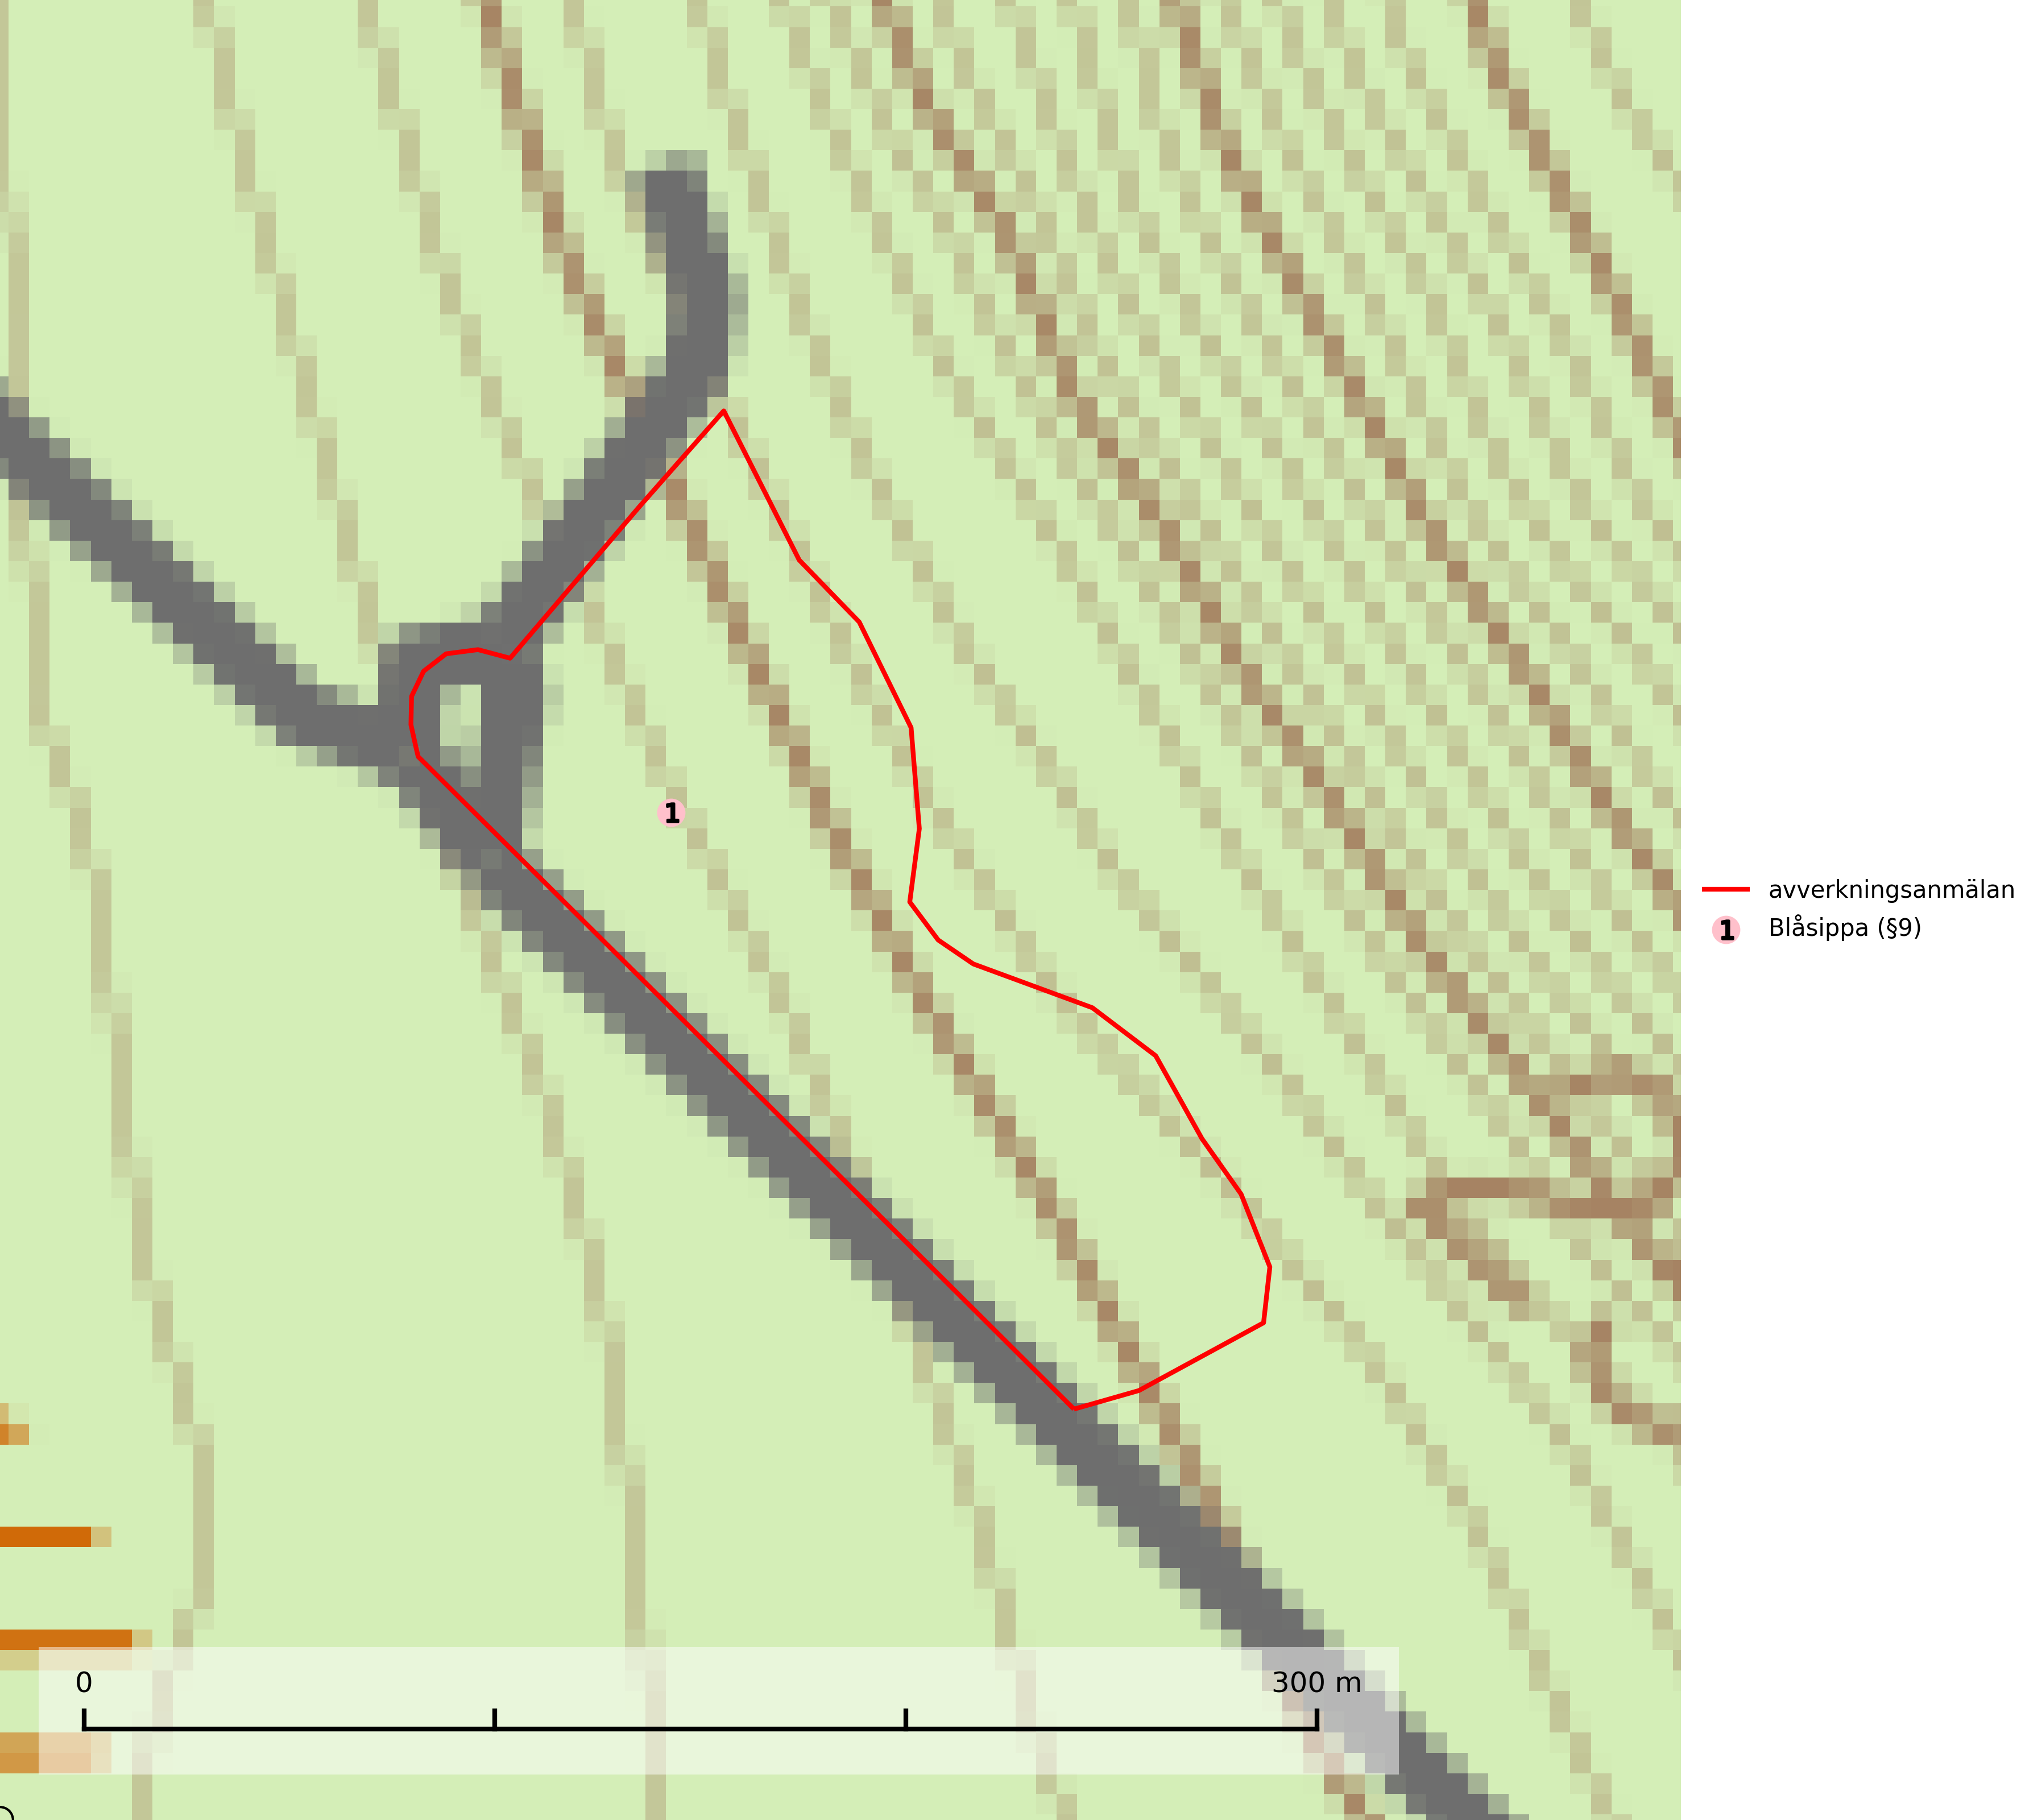 1
avverkningsanmälan
1 Blåsippa (§9)
0 300 m